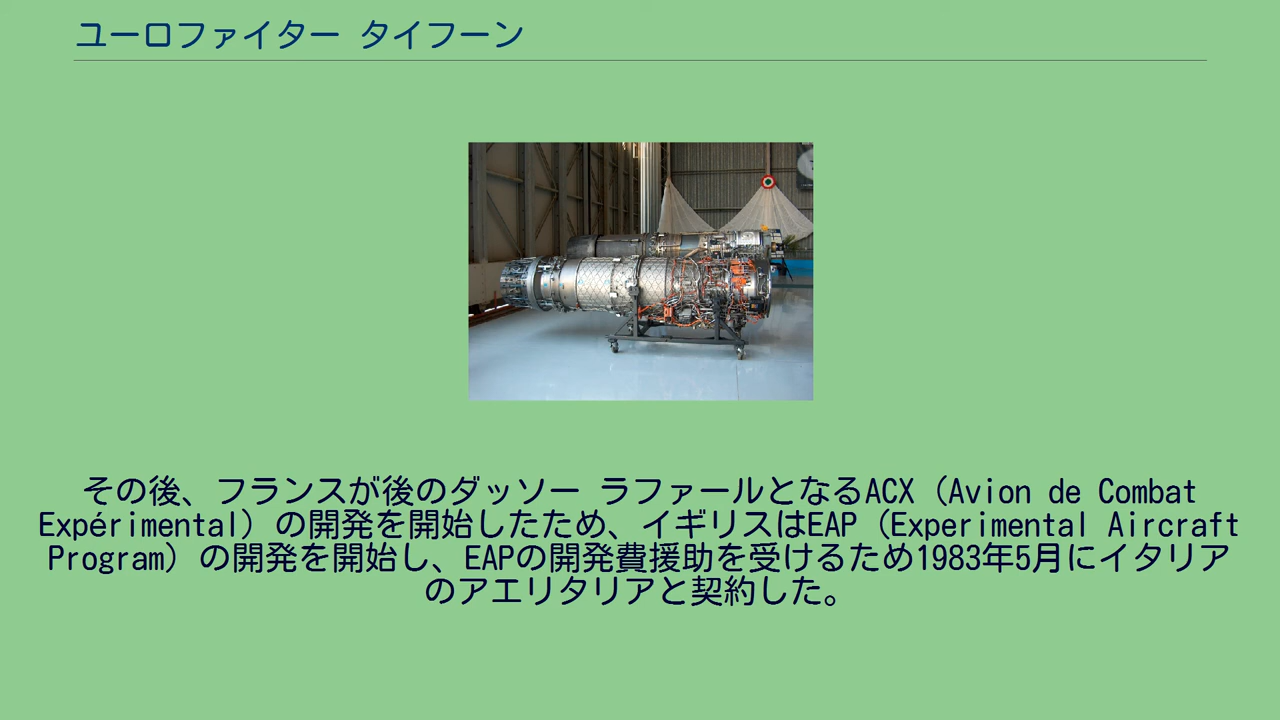 ユーロファイター タイフーン
その後、フランスが後のダッソー ラファールとなるACX（Avion de Combat
Expérimental）の開発を開始したため、イギリスはEAP（Experimental Aircraft
Program）の開発を開始し、EAPの開発費援助を受けるため1983年5月にイタリア
のアエリタリアと契約した。